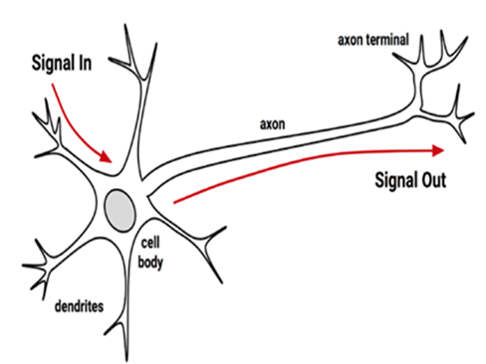 axon terminal
Signal In
axon
Signal Out
cell
body
dendrites